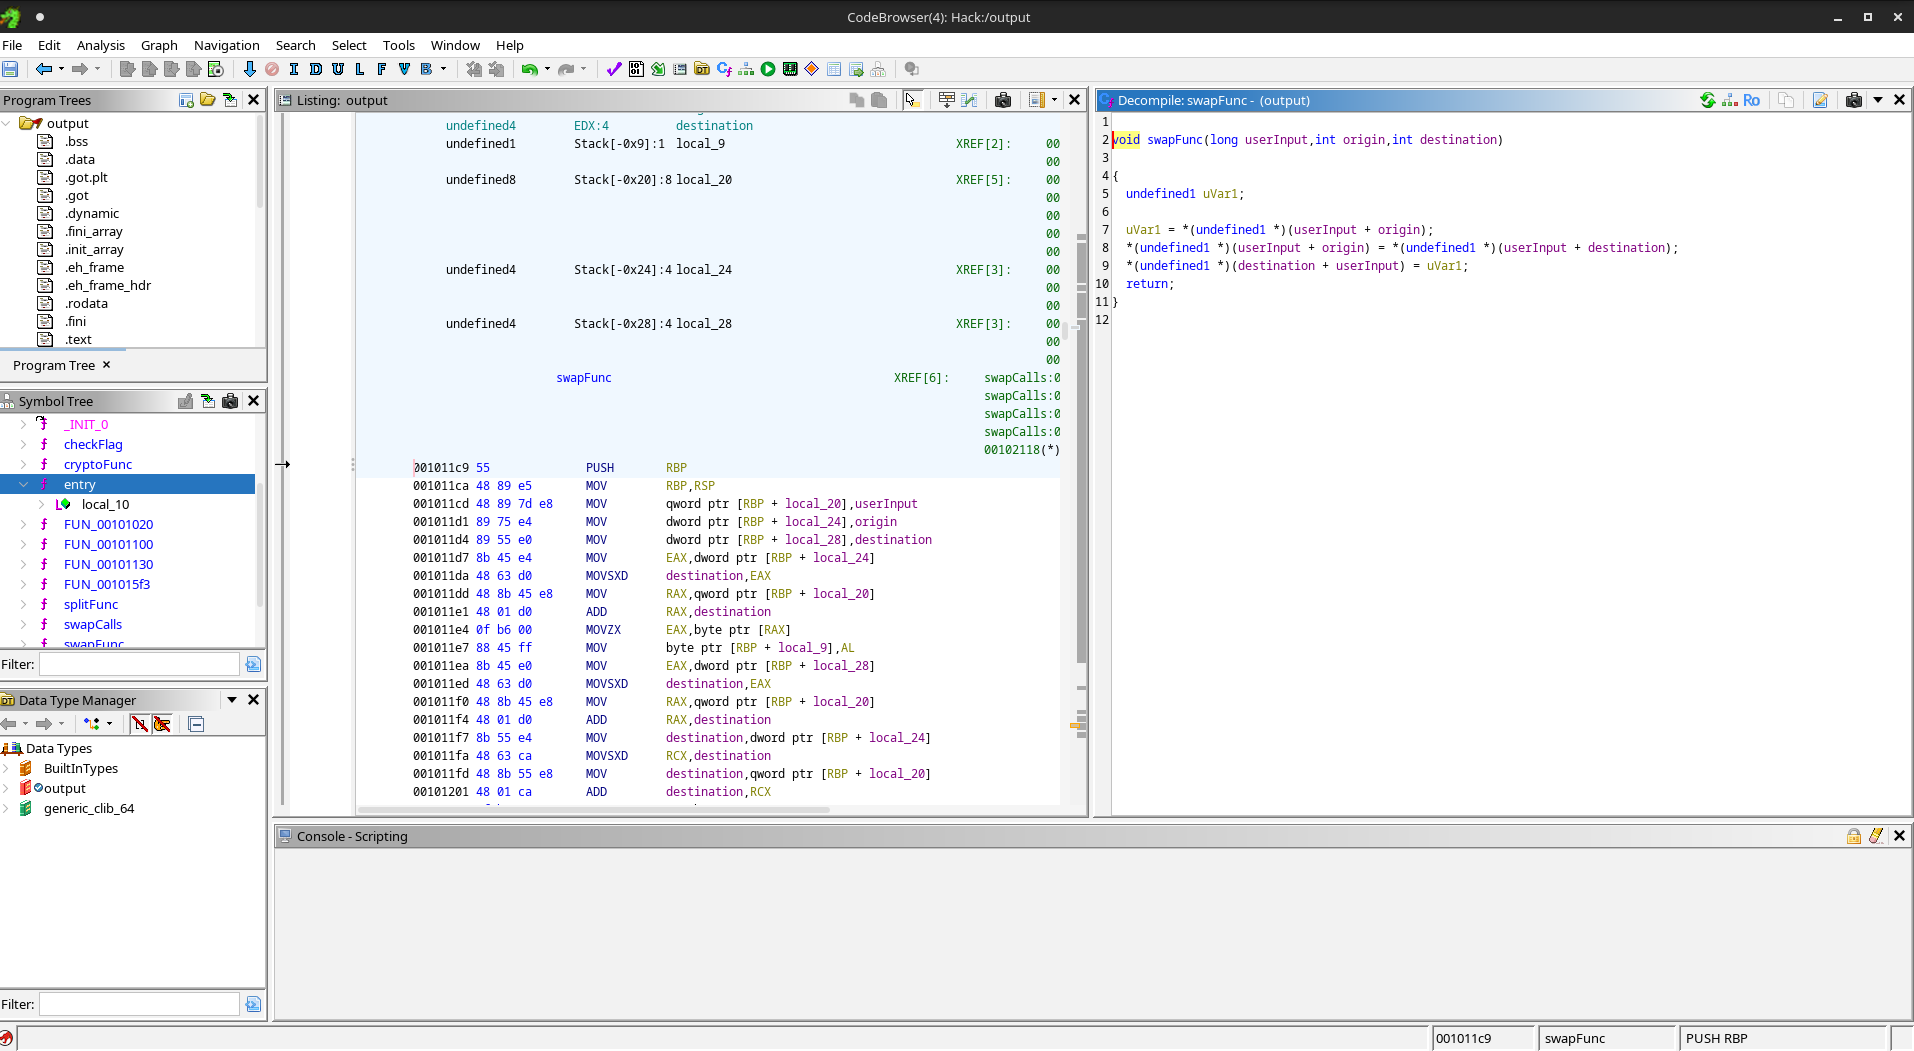 CodeBrowser(4): Hack:/output
File Edit Analysis Graph Navigation Search Select Tools Window Help
I D U L F V B
Program Trees
output
.bss
.data
.got.plt
.got
.dynamic
.fini_array
.init_array
.eh_frame
.eh_frame_hdr
.rodata
.fini
.text
Program Tree
Symbol Tree
_INIT_0
checkFlag
cryptoFunc
entry
local_10
FUN_00101020
FUN_00101100
FUN_00101130
FUN_001015f3
splitFunc
swapCalls
swapFunc
Filter:
Data Type Manager
Data Types
BuiltInTypes
output
generic_clib_64
Filter:
Listing: output
undefined4 EDX:4 destination
undefined1 Stack[-0x9]:1 local_9 XREF[2]: 00
00
undefined8 Stack[-0x20]:8 local_20 XREF[5]: 00
00
00
00
00
undefined4 Stack[-0x24]:4 local_24 XREF[3]: 00
00
00
undefined4 Stack[-0x28]:4 local_28 XREF[3]: 00
00
00
swapFunc XREF[6]: swapCalls:0
swapCalls:0
swapCalls:0
swapCalls:0
00102118(*)
001011c9 55 PUSH RBP
001011ca 48 89 e5 MOV RBP,RSP
001011cd 48 89 7d e8 MOV qword ptr [RBP + local_20],userInput
001011d1 89 75 e4 MOV dword ptr [RBP + local_24],origin
001011d4 89 55 e0 MOV dword ptr [RBP + local_28],destination
001011d7 8b 45 e4 MOV EAX,dword ptr [RBP + local_24]
001011da 48 63 d0 MOVSXD destination,EAX
001011dd 48 8b 45 e8 MOV RAX,qword ptr [RBP + local_20]
001011e1 48 01 d0 ADD RAX,destination
001011e4 0f b6 00 MOVZX EAX,byte ptr [RAX]
001011e7 88 45 ff MOV byte ptr [RBP + local_9],AL
001011ea 8b 45 e0 MOV EAX,dword ptr [RBP + local_28]
001011ed 48 63 d0 MOVSXD destination,EAX
001011f0 48 8b 45 e8 MOV RAX,qword ptr [RBP + local_20]
001011f4 48 01 d0 ADD RAX,destination
001011f7 8b 55 e4 MOV destination,dword ptr [RBP + local_24]
001011fa 48 63 ca MOVSXD RCX,destination
001011fd 48 8b 55 e8 MOV destination,qword ptr [RBP + local_20]
00101201 48 01 ca ADD destination,RCX
Decompile: swapFunc - (output)
Ro
1
2 void swapFunc(long userInput,int origin,int destination)
3
4 {
5 undefined1 uVar1;
6
7 uVar1 = *(undefined1 *)(userInput + origin);
8 *(undefined1 *)(userInput + origin) = *(undefined1 *)(userInput + destination);
9 *(undefined1 *)(destination + userInput) = uVar1;
10 return;
11 }
12
Console - Scripting
001011c9 swapFunc PUSH RBP